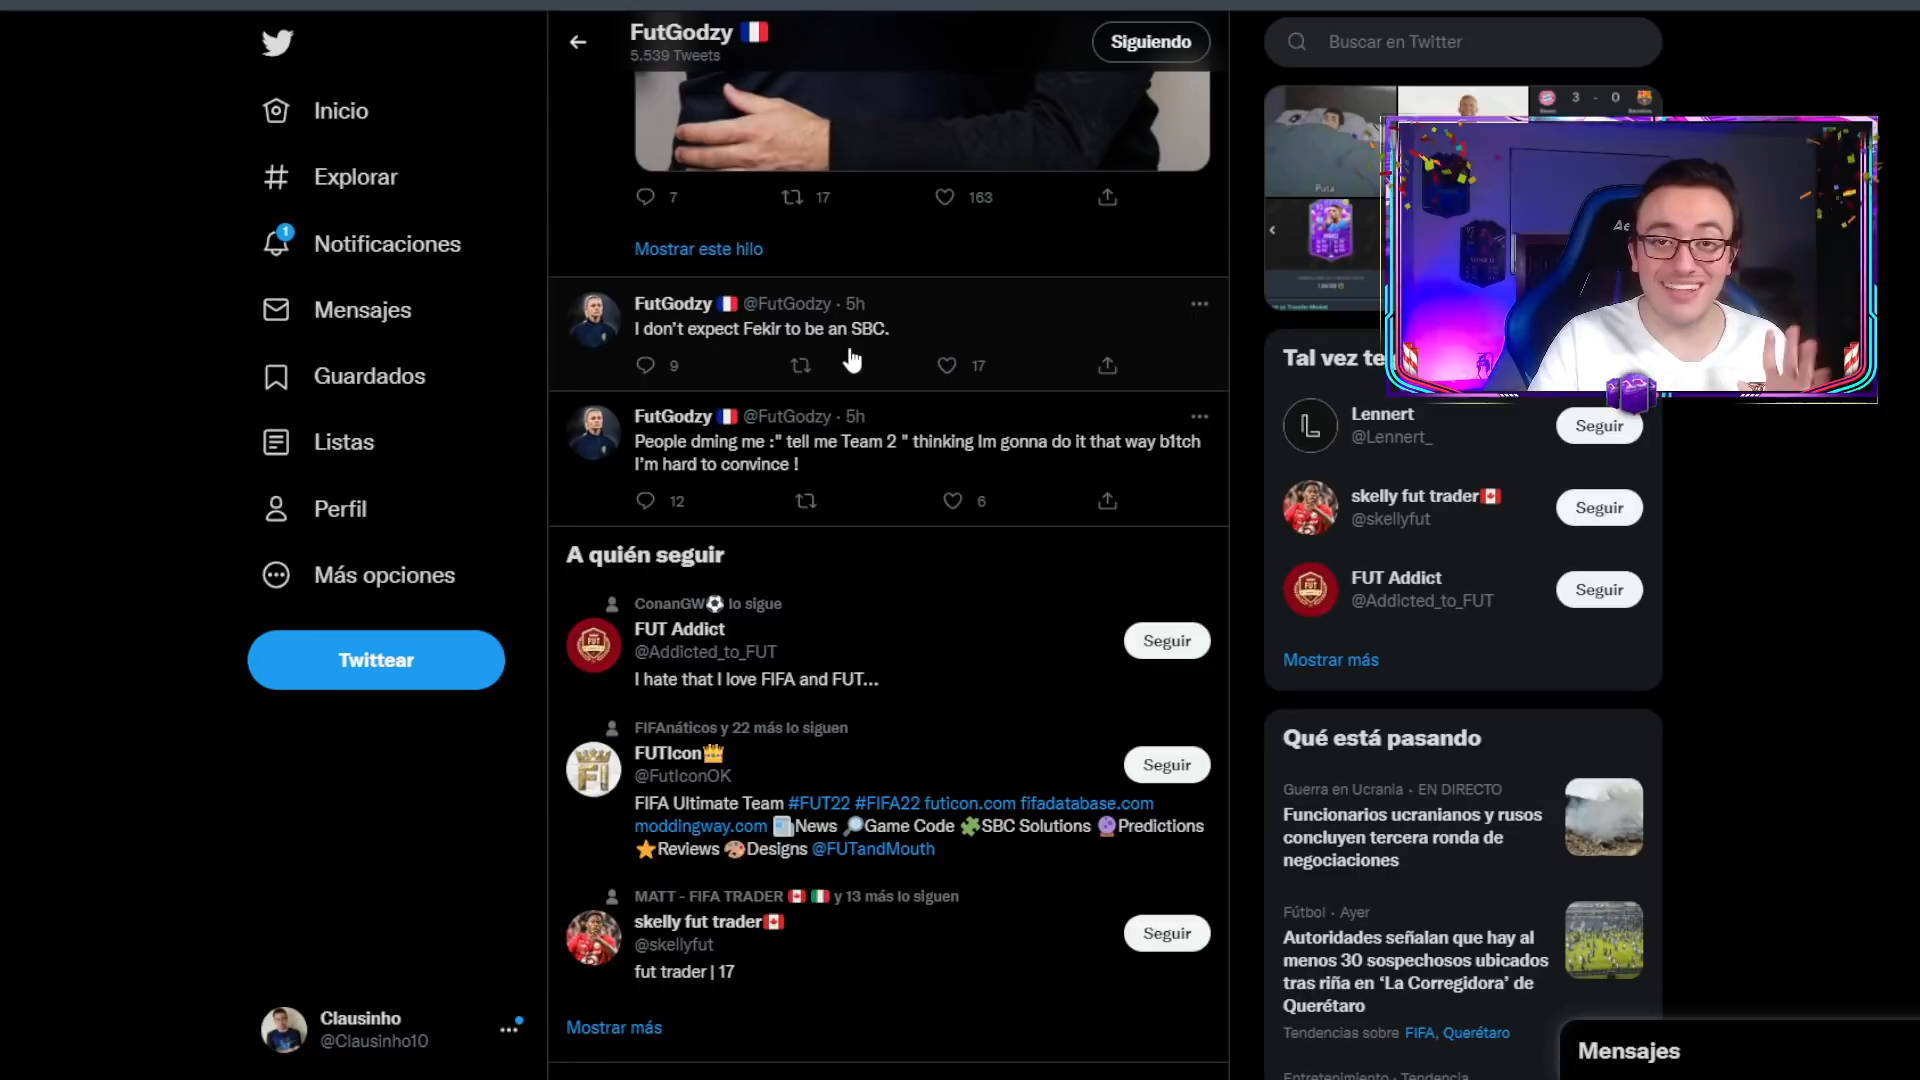 FutGodzy 🇫🇷
5.539 Tweets
Siguiendo
Buscar en Twitter
Inicio
Explorar
1
Notificaciones
Mensajes
Guardados
Listas
Perfil
Más opciones
Twittear
Clausinho
@Clausinho10
7 17 163
Mostrar este hilo
FutGodzy 🇫🇷 @FutGodzy · 5h
I don't expect Fekir to be an SBC.
9 17
FutGodzy 🇫🇷 @FutGodzy · 5h
People dming me :" tell me Team 2 " thinking Im gonna do it that way b1tch
I'm hard to convince !
12 6
A quién seguir
ConanGW⚽ lo sigue
FUT Addict
@Addicted_to_FUT
Seguir
I hate that I love FIFA and FUT...
FIFAnáticos y 22 más lo siguen
FUTIcon👑
@FutIconOK
Seguir
FIFA Ultimate Team #FUT22 #FIFA22 futicon.com fifadatabase.com
moddingway.com 📰News 🔎Game Code 🧩SBC Solutions 🔮Predictions
⭐Reviews 🎨Designs @FUTandMouth
MATT - FIFA TRADER 🇨🇦 🇮🇹 y 13 más lo siguen
skelly fut trader🇨🇦
@skellyfut
Seguir
fut trader | 17
Mostrar más
3 - 0
Puta
Ae
Tal vez te
Lennert
@Lennert_
Seguir
skelly fut trader🇨🇦
@skellyfut
Seguir
FUT Addict
@Addicted_to_FUT
Seguir
Mostrar más
Qué está pasando
Guerra en Ucrania · EN DIRECTO
Funcionarios ucranianos y rusos
concluyen tercera ronda de
negociaciones
Fútbol · Ayer
Autoridades señalan que hay al
menos 30 sospechosos ubicados
tras riña en 'La Corregidora' de
Querétaro
Tendencias sobre FIFA, Querétaro
Entretenimiento · Tendencia
Mensajes